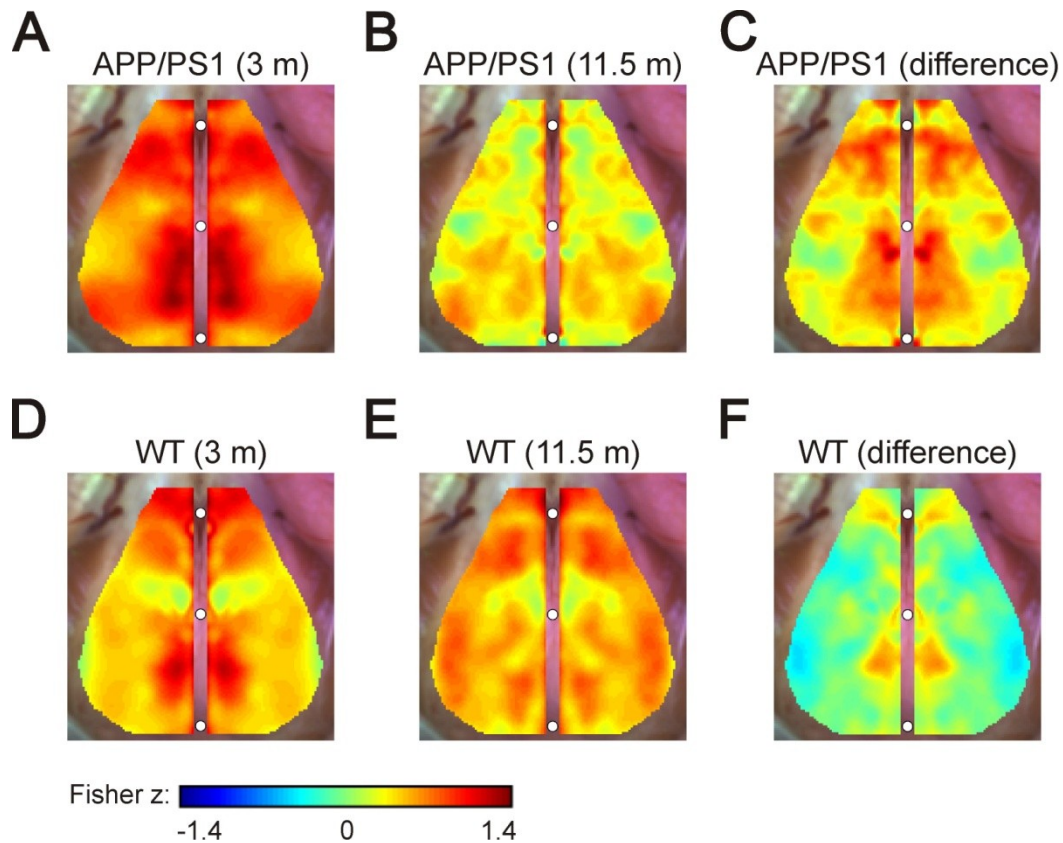 A
APP/PS1 (3 m)
B
APP/PS1 (11.5 m)
C
APP/PS1 (difference)
D
WT (3 m)
E
WT (11.5 m)
F
WT (difference)
Fisher z:
-1.4 0 1.4